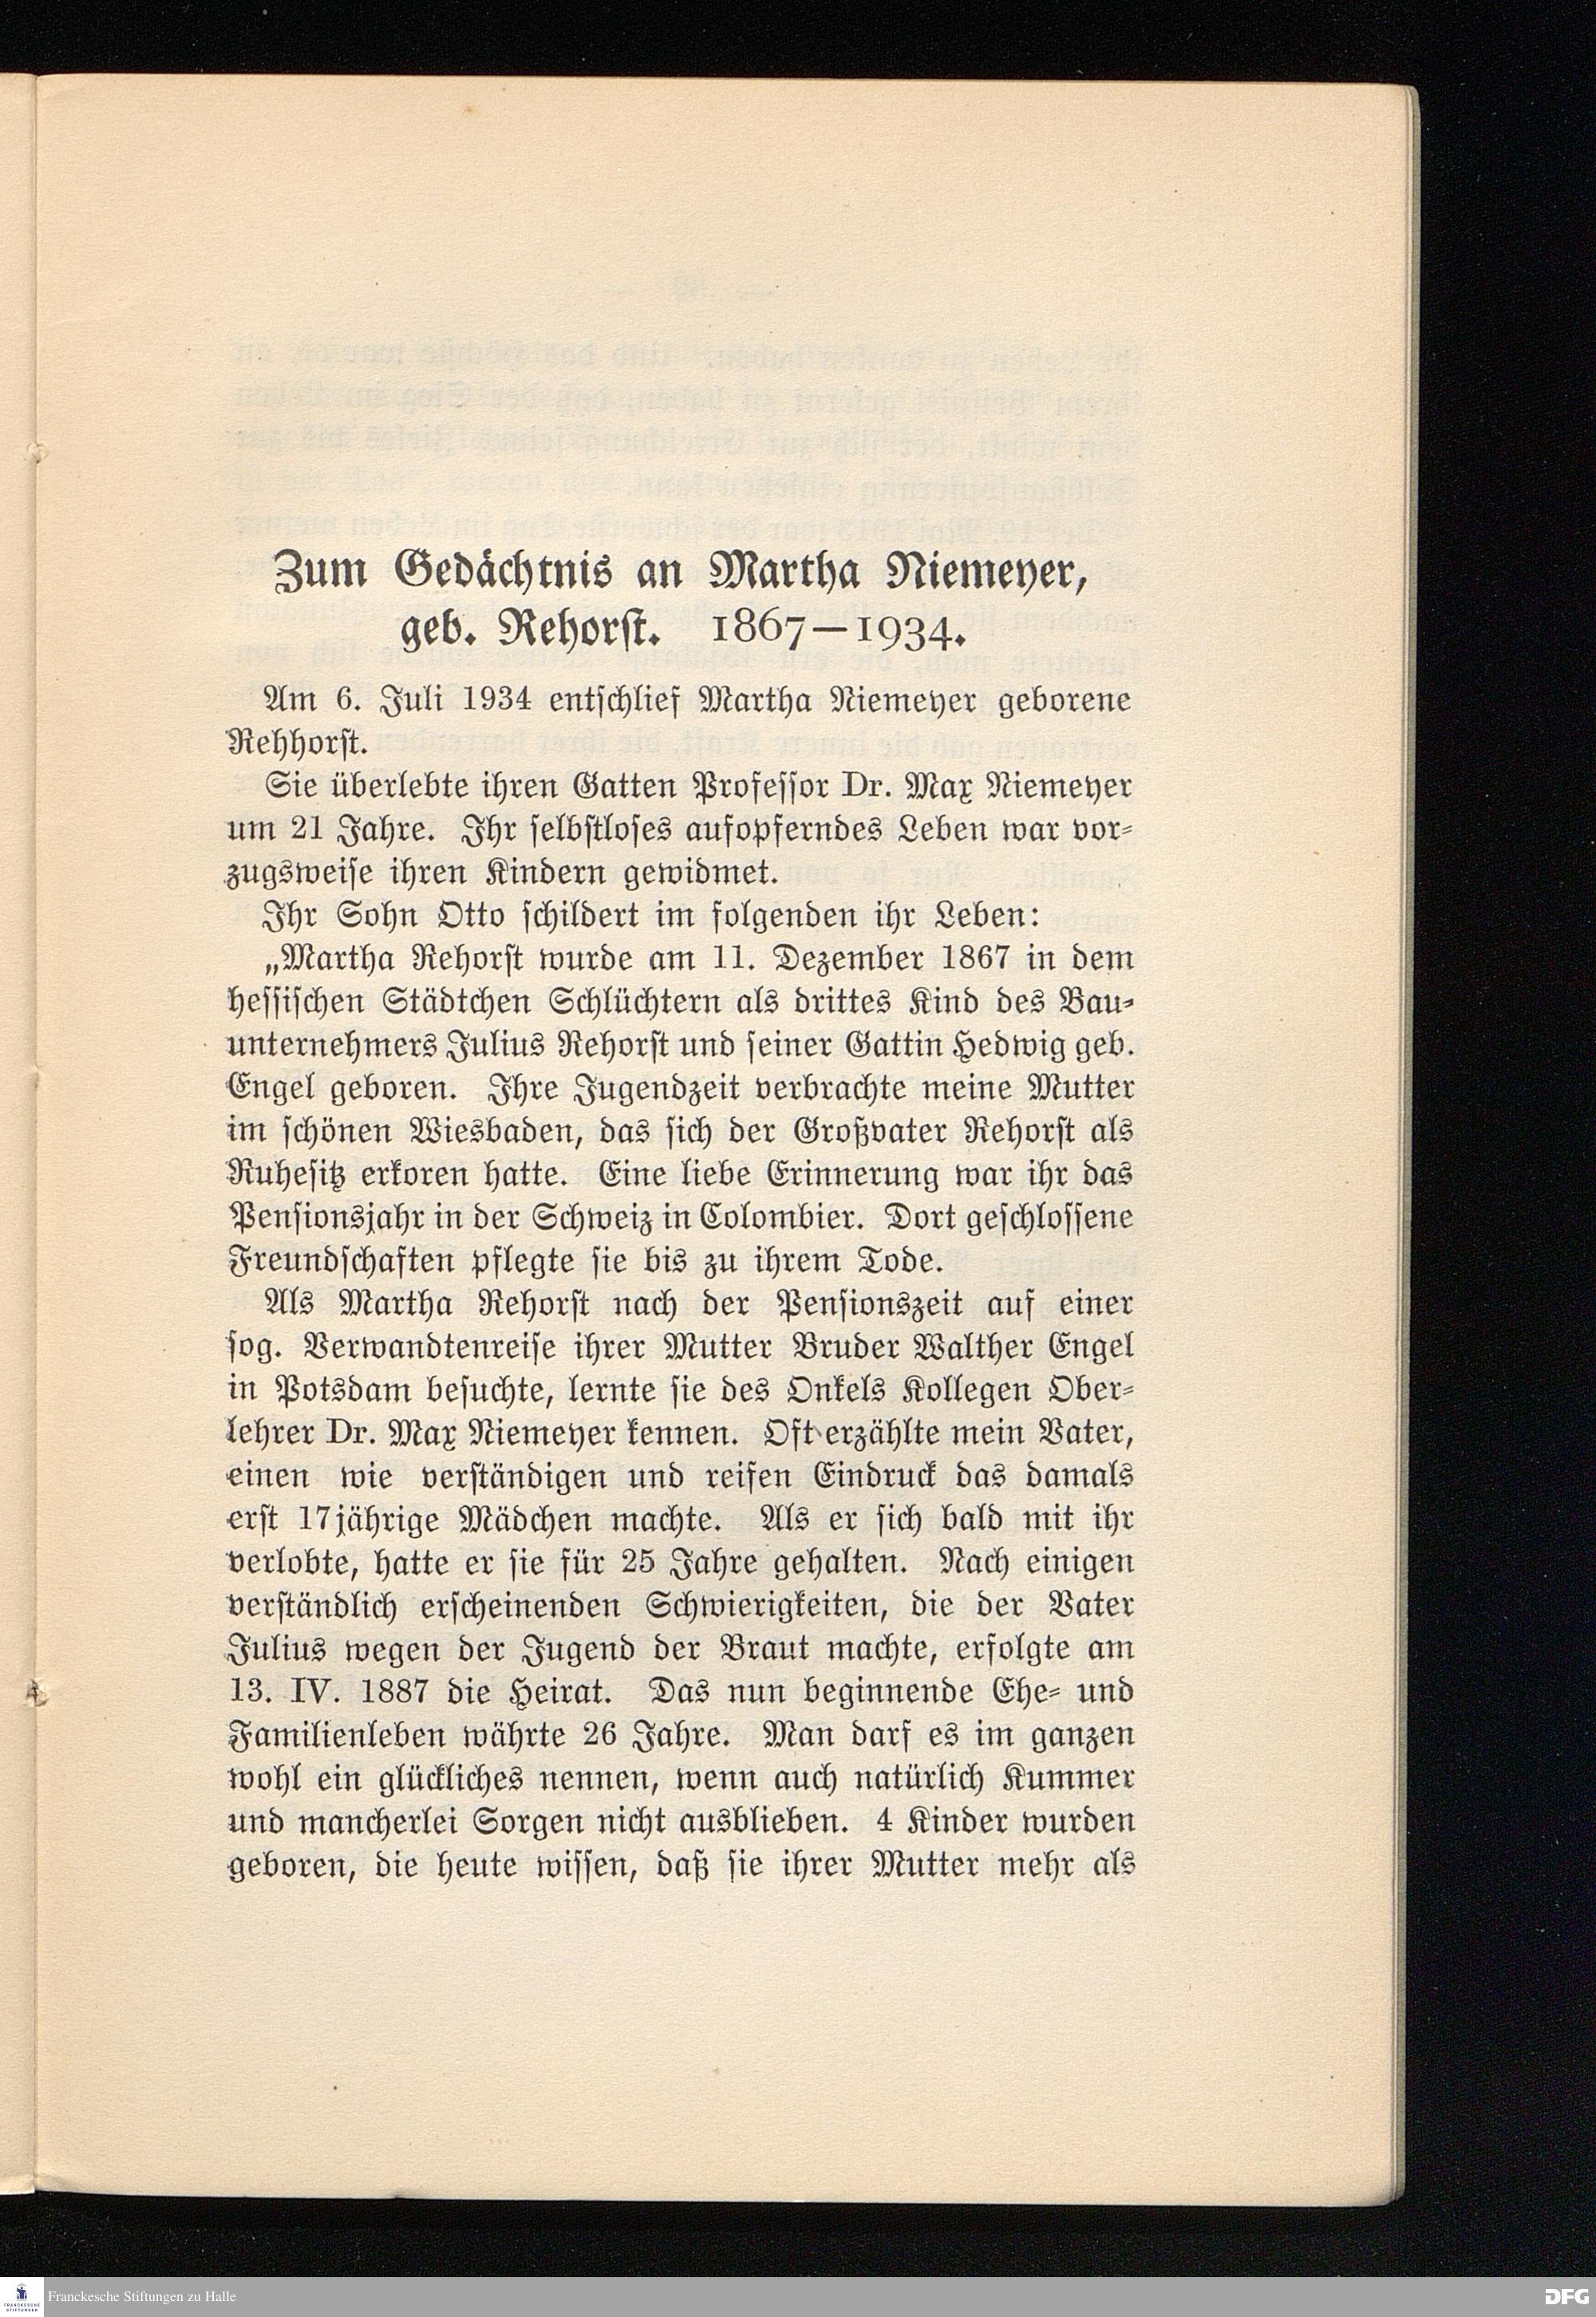 Zum Gedächtnis an Martha Niemeyer,
geb. Rehorst. 1867—1934.
Am 6. Juli 1934 entschlief Martha Niemeyer geborene
Rehhorst.
Sie überlebte ihren Gatten Professor Dr. Max Niemeyer
um 21 Jahre. Ihr selbstloses aufopferndes Leben war vor-
zugsweise ihren Kindern gewidmet.
Ihr Sohn Otto schildert im folgenden ihr Leben:
„Martha Rehorst wurde am 11. Dezember 1867 in dem
hessischen Städtchen Schlüchtern als drittes Kind des Bau-
unternehmers Julius Rehorst und seiner Gattin Hedwig geb.
Engel geboren. Ihre Jugendzeit verbrachte meine Mutter
im schönen Wiesbaden, das sich der Großvater Rehorst als
Ruhesitz erkoren hatte. Eine liebe Erinnerung war ihr das
Pensionsjahr in der Schweiz in Colombier. Dort geschlossene
Freundschaften pflegte sie bis zu ihrem Tode.
Als Martha Rehorst nach der Pensionszeit auf einer
sog. Verwandtenreise ihrer Mutter Bruder Walther Engel
in Potsdam besuchte, lernte sie des Onkels Kollegen Ober-
lehrer Dr. Max Niemeyer kennen. Oft erzählte mein Vater,
einen wie verständigen und reifen Eindruck das damals
erst 17jährige Mädchen machte. Als er sich bald mit ihr
verlobte, hatte er sie für 25 Jahre gehalten. Nach einigen
verständlich erscheinenden Schwierigkeiten, die der Vater
Julius wegen der Jugend der Braut machte, erfolgte am
13. IV. 1887 die Heirat. Das nun beginnende Ehe- und
Familienleben währte 26 Jahre. Man darf es im ganzen
wohl ein glückliches nennen, wenn auch natürlich Kummer
und mancherlei Sorgen nicht ausblieben. 4 Kinder wurden
geboren, die heute wissen, daß sie ihrer Mutter mehr als
FRANCKESCHE
STIFTUNGEN
Franckesche Stiftungen zu Halle
DFG